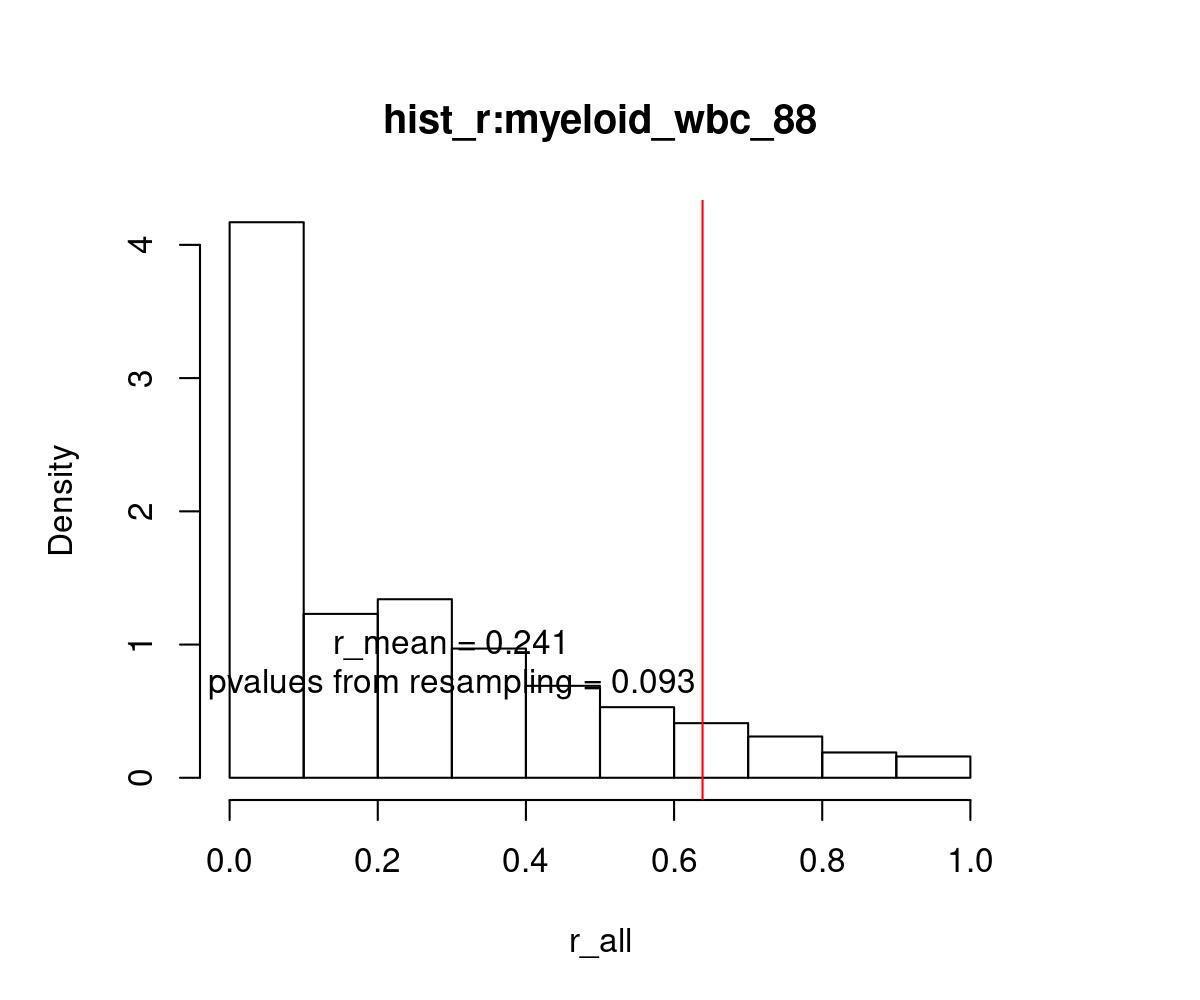 hist_r:myeloid_wbc_88
4
3
2
1
0
Density
r_mean = 0.241
pvalues from resampling = 0.093
0.0 0.2 0.4 0.6 0.8 1.0
r_all